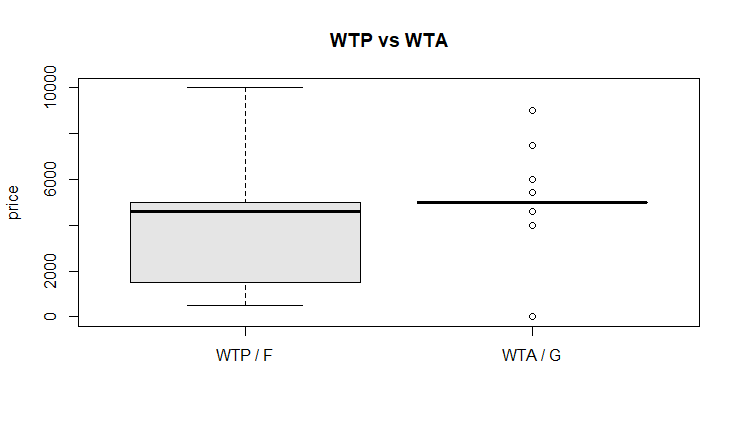 WTP vs WTA
price
10000
6000
2000
0
WTP / F
WTA / G